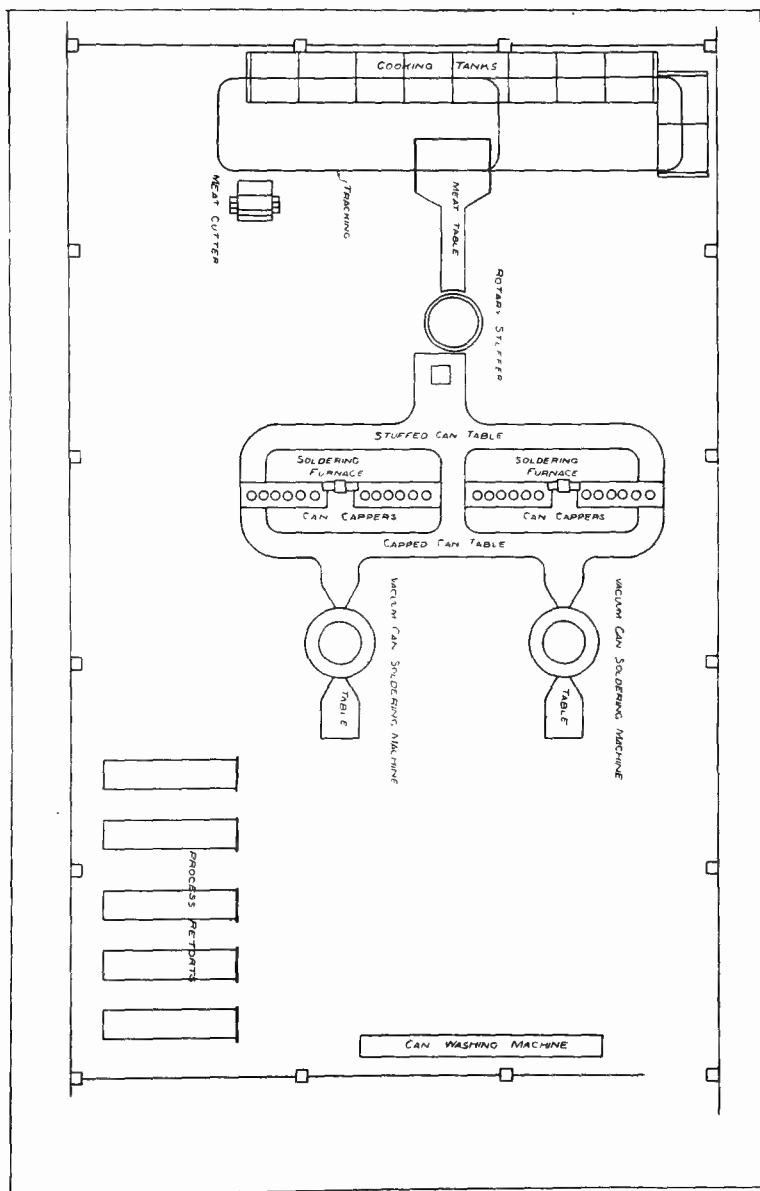 COOKING TANKS
MEAT CUTTER
TRACKING
MEAT TABLE
ROTARY STUFFER
STUFFED CAN TABLE
SOLDERING
FURNACE
SOLDERING
FURNACE
CAN CAPPERS
CAN CAPPERS
CAPPED CAN TABLE
VACUUM CAN SOLDERING MACHINE
VACUUM CAN SOLDERING MACHINE
TABLE
TABLE
PROCESS RETORTS
CAN WASHING MACHINE